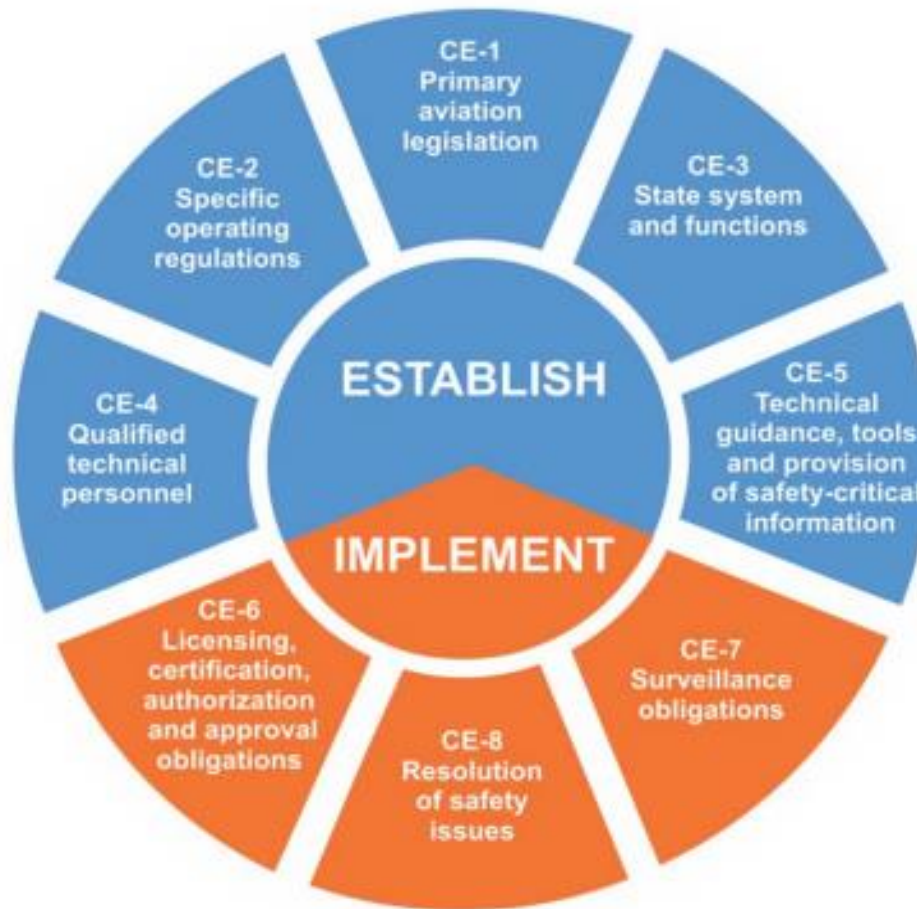 CE-1
Primary
aviation
legislation
CE-2
Specific
operating
regulations
CE-3
State system
and functions
ESTABLISH
CE-4
Qualified
technical
personnel
CE-5
Technical
guidance, tools
and provision
of safety-critical
information
IMPLEMENT
CE-6
Licensing,
certification,
authorization
and approval
obligations
CE-7
Surveillance
obligations
CE-8
Resolution
of safety
issues